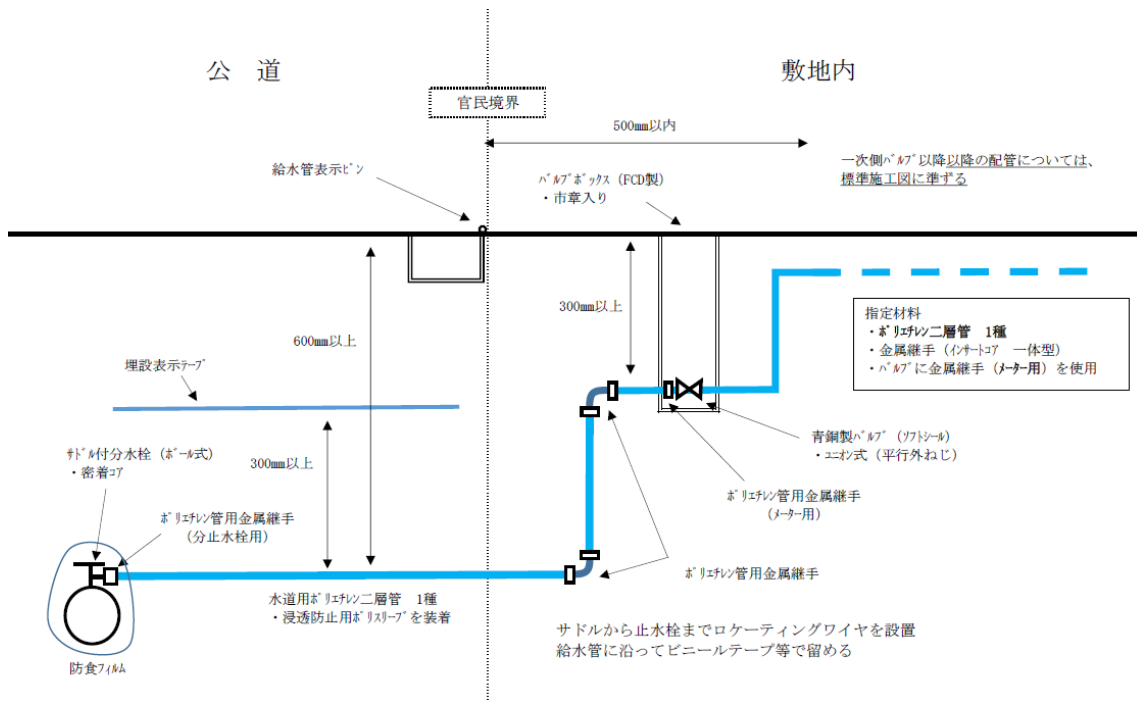 公　道
敷地内
官民境界
500㎜以内
給水管表示ﾋﾟﾝ
ﾊﾞﾙﾌﾞﾎﾞｯｸｽ（FCD製）
・市章入り
一次側ﾊﾞﾙﾌﾞ以降以降の配管については、
標準施工図に準ずる
300㎜以上
600㎜以上
指定材料
・ﾎﾟﾘｴﾁﾚﾝ二層管　1種
・金属継手（ｲﾝｻｰﾄｺｱ　一体型）
・ﾊﾞﾙﾌﾞに金属継手（ﾒｰﾀｰ用）を使用
埋設表示ﾃｰﾌﾟ
ｻﾄﾞﾙ付分水栓（ﾎﾞｰﾙ式）
・密着ｺｱ
300㎜以上
青銅製ﾊﾞﾙﾌﾞ（ｿﾌﾄｼｰﾙ）
・ﾕﾆｵﾝ式（平行外ねじ）
ﾎﾟﾘｴﾁﾚﾝ管用金属継手
（ﾒｰﾀｰ用）
ﾎﾟﾘｴﾁﾚﾝ管用金属継手
（分止水栓用）
ﾎﾟﾘｴﾁﾚﾝ管用金属継手
水道用ﾎﾟﾘｴﾁﾚﾝ二層管　1種
・浸透防止用ﾎﾟﾘｽﾘｰﾌﾞを装着
サドルから止水栓までロケーティングワイヤを設置
給水管に沿ってビニールテープ等で留める
防食ﾌｨﾙﾑ